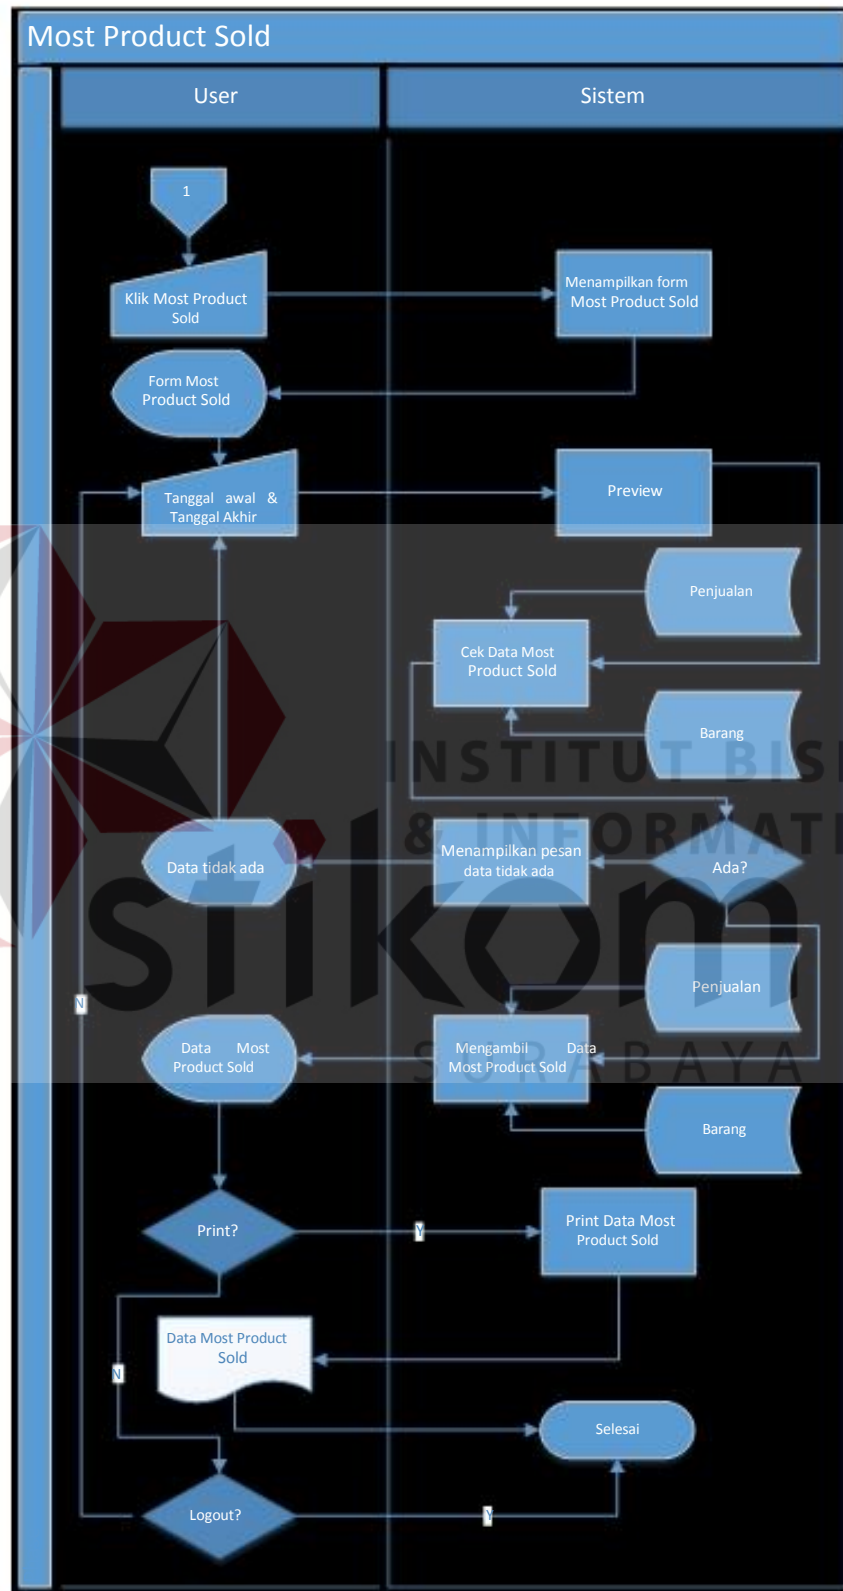 Most Product Sold
User
Sistem
1
Klik Most Product
Sold
Menampilkan form
Most Product Sold
Form Most
Product Sold
Tanggal awal &
Tanggal Akhir
Preview
Penjualan
Cek Data Most
Product Sold
Barang
INSTITUT
& INFORMATI
Data tidak ada
Menampilkan pesan
data tidak ada
Ada?
stikom
Penjualan
N
Data Most
Product Sold
Mengambil Data
Most Product Sold
SURABAYA
Barang
Print?
Y
Print Data Most
Product Sold
Data Most Product
Sold
N
Selesai
Logout?
Y